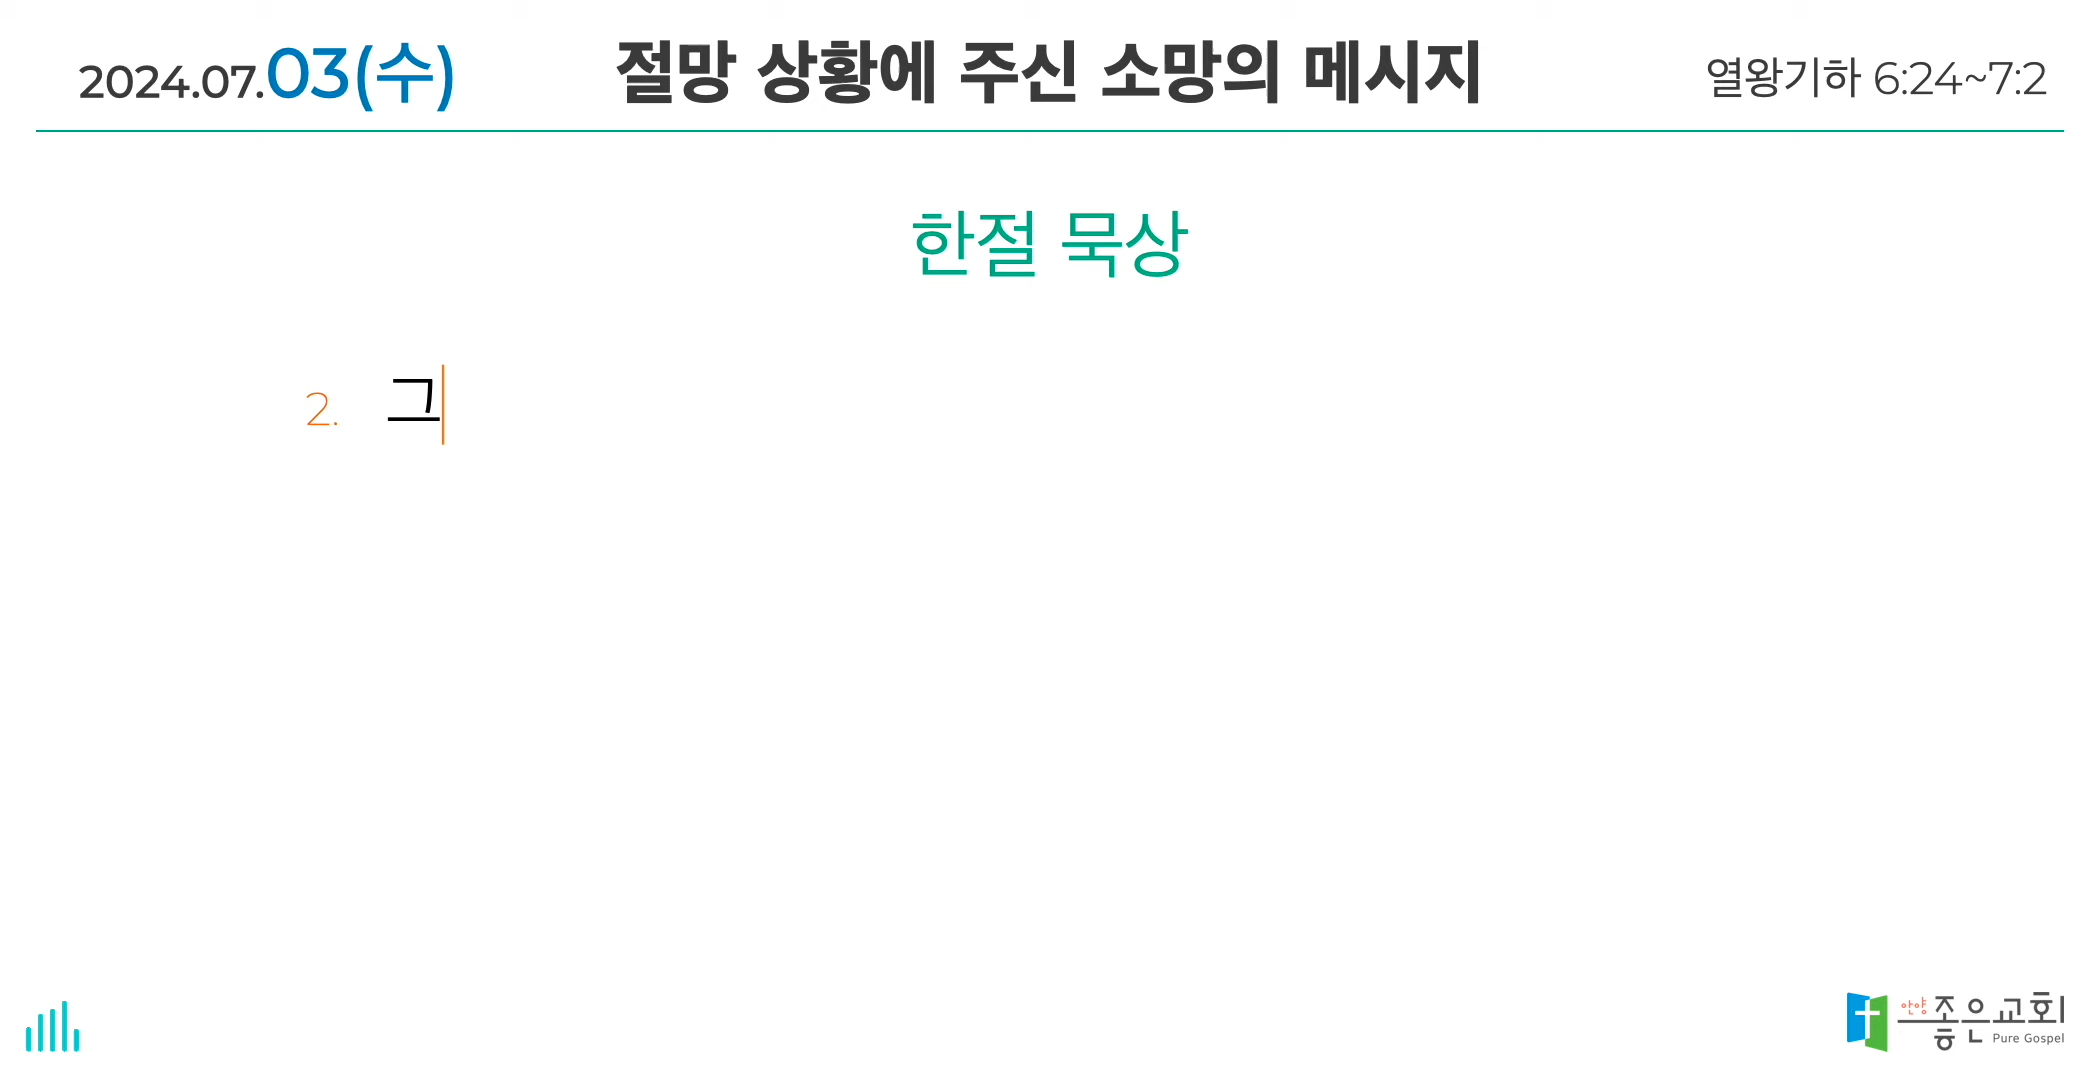 2024.07.03(수) 절망 상황에 주신 소망의 메시지 열왕기하 6:24~7:2
한절 묵상
2. 그
안양 좋은교회
Pure Gospel